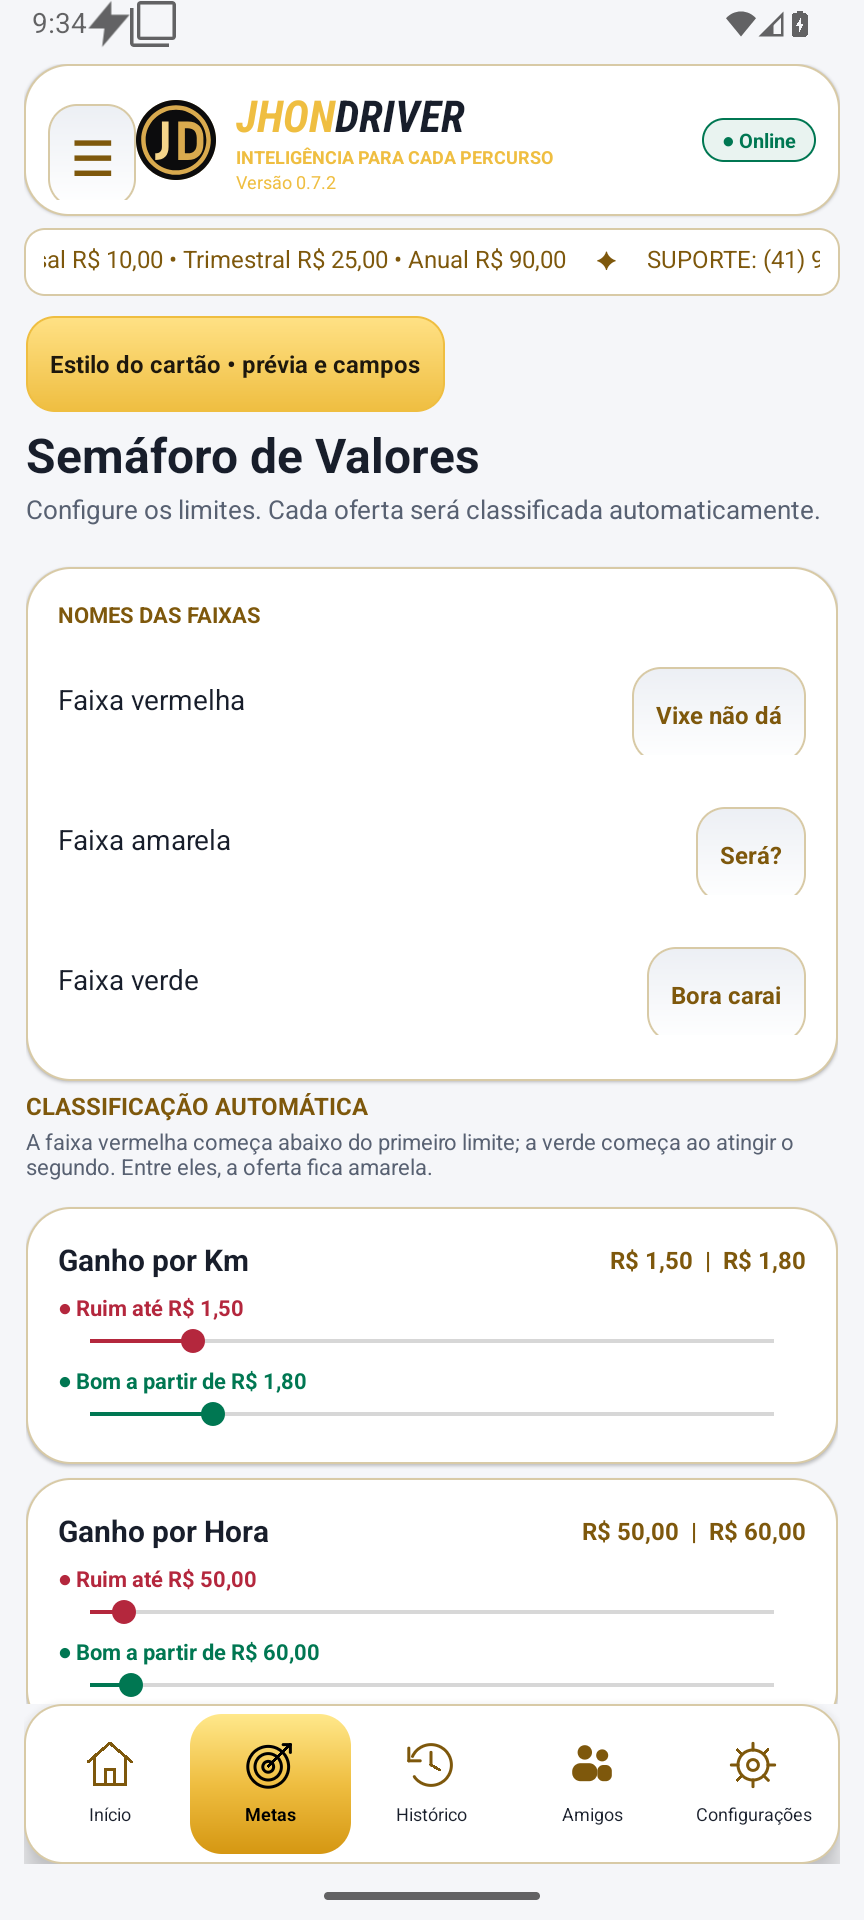 9:34
JD
JHONDRIVER
INTELIGÊNCIA PARA CADA PERCURSO
Versão 0.7.2
● Online
sal R$ 10,00 • Trimestral R$ 25,00 • Anual R$ 90,00 ✦ SUPORTE: (41) 9
Estilo do cartão • prévia e campos
Semáforo de Valores
Configure os limites. Cada oferta será classificada automaticamente.
NOMES DAS FAIXAS
Faixa vermelha
Vixe não dá
Faixa amarela
Será?
Faixa verde
Bora carai
CLASSIFICAÇÃO AUTOMÁTICA
A faixa vermelha começa abaixo do primeiro limite; a verde começa ao atingir o
segundo. Entre eles, a oferta fica amarela.
Ganho por Km
R$ 1,50 | R$ 1,80
● Ruim até R$ 1,50
● Bom a partir de R$ 1,80
Ganho por Hora
R$ 50,00 | R$ 60,00
● Ruim até R$ 50,00
● Bom a partir de R$ 60,00
Início
Metas
Histórico
Amigos
Configurações